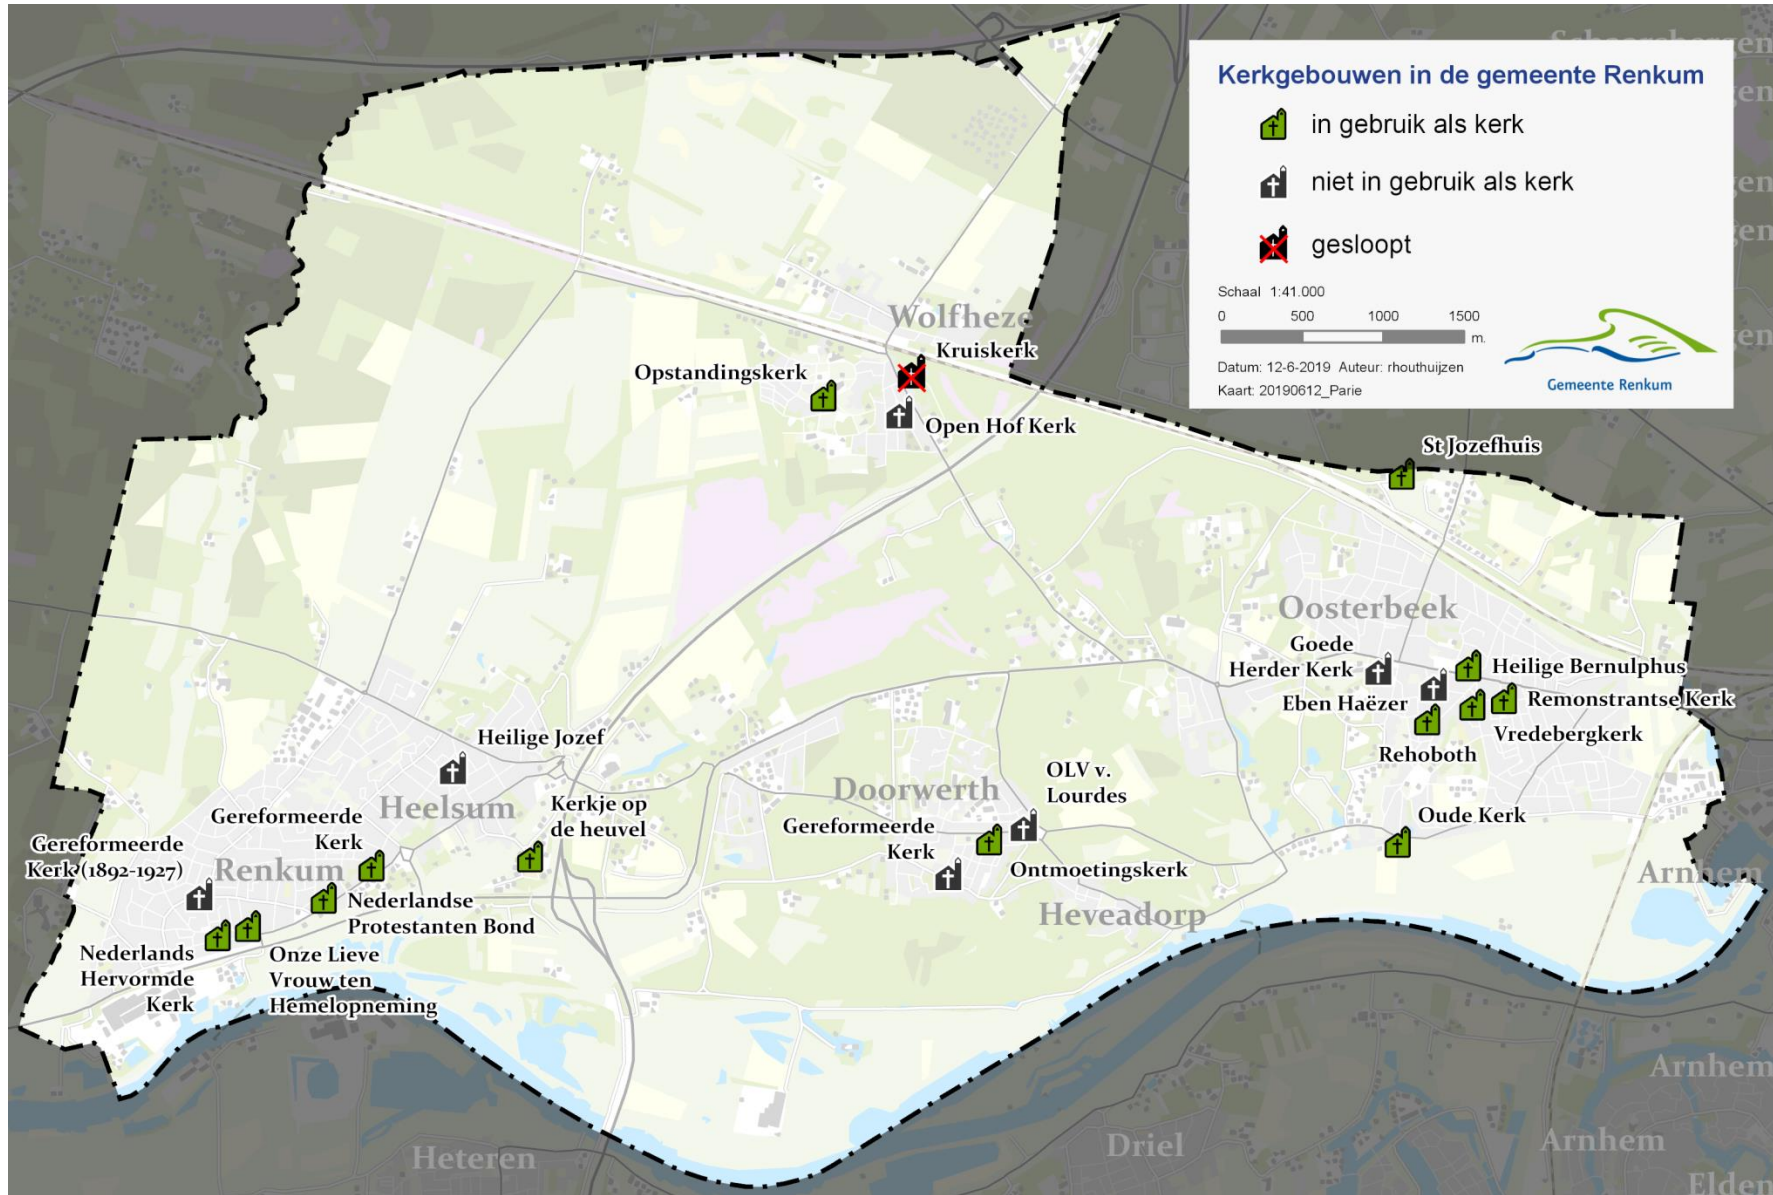 Kerkgebouwen in de gemeente Renkum
in gebruik als kerk
niet in gebruik als kerk
gesloopt
Schaal 1:41.000
0 500 1000 1500
m.
Datum: 12-6-2019 Auteur: rhouthuijzen
Kaart: 20190612_Parie
Gemeente Renkum
Wolfheze
Kruiskerk
Opstandingskerk
Open Hof Kerk
St Jozefhuis
Oosterbeek
Goede
Herder Kerk
Heilige Bernulphus
Eben Haëzer
Remonstrantse Kerk
Vredebergkerk
Rehoboth
Oude Kerk
Heilige Jozef
Heelsum
Kerkje op
de heuvel
Gereformeerde
Kerk
Gereformeerde
Kerk (1892-1927)
Renkum
Nederlandse
Protestanten Bond
Nederlands
Hervormde
Kerk
Onze Lieve
Vrouw ten
Hemelopneming
Doorwerth
OLV v.
Lourdes
Gereformeerde
Kerk
Ontmoetingskerk
Heveadorp
Arnhem
Arnhem
Arnhem
Driel
Heteren
Elden